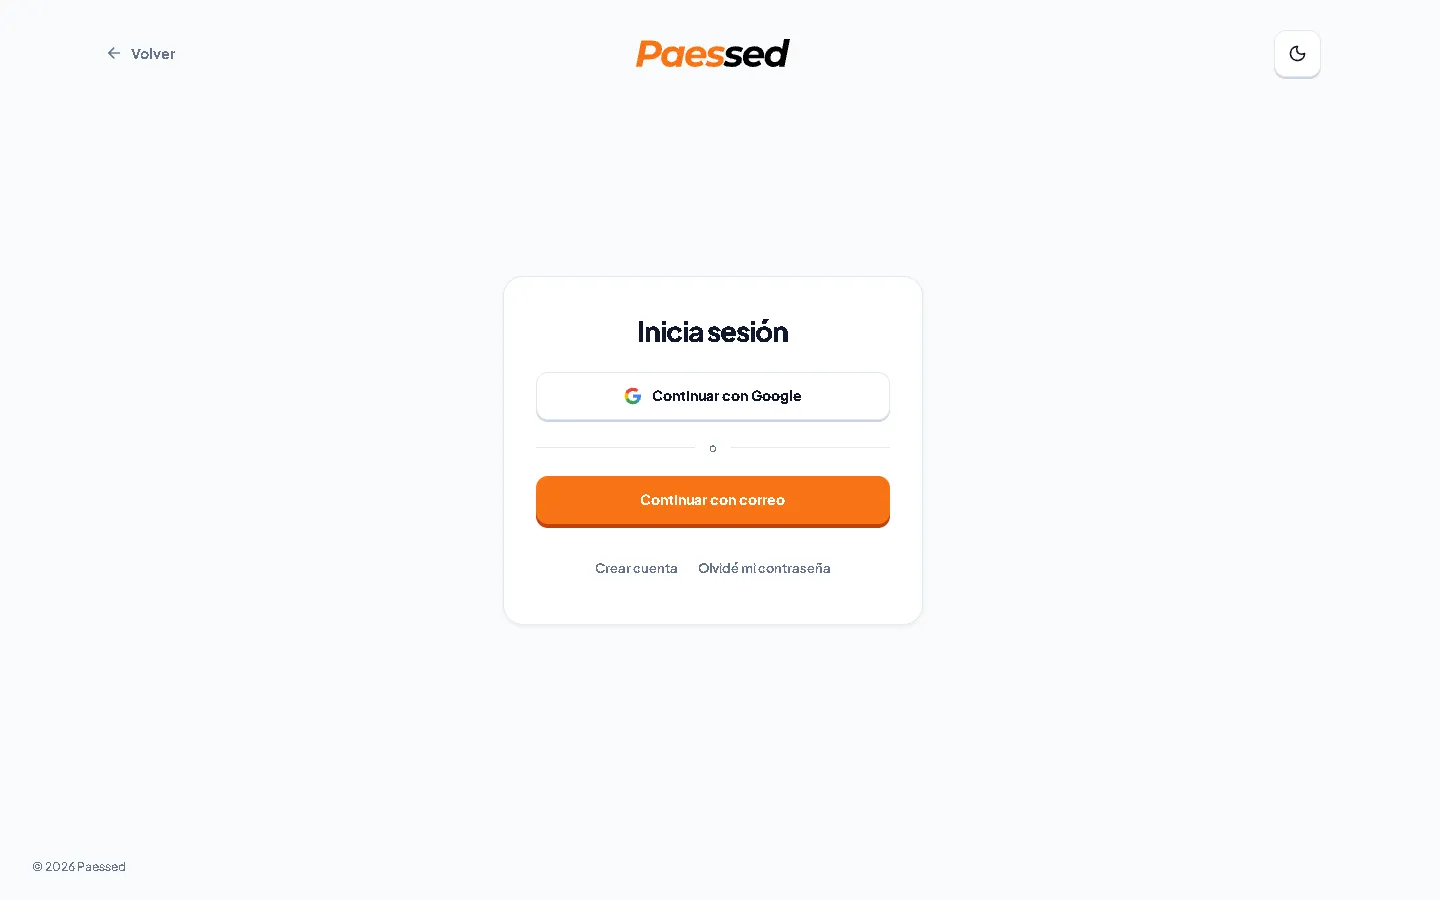 Volver
Paessed
Inicia sesión
Continuar con Google
o
Continuar con correo
Crear cuenta Olvidé mi contraseña
© 2026 Paessed